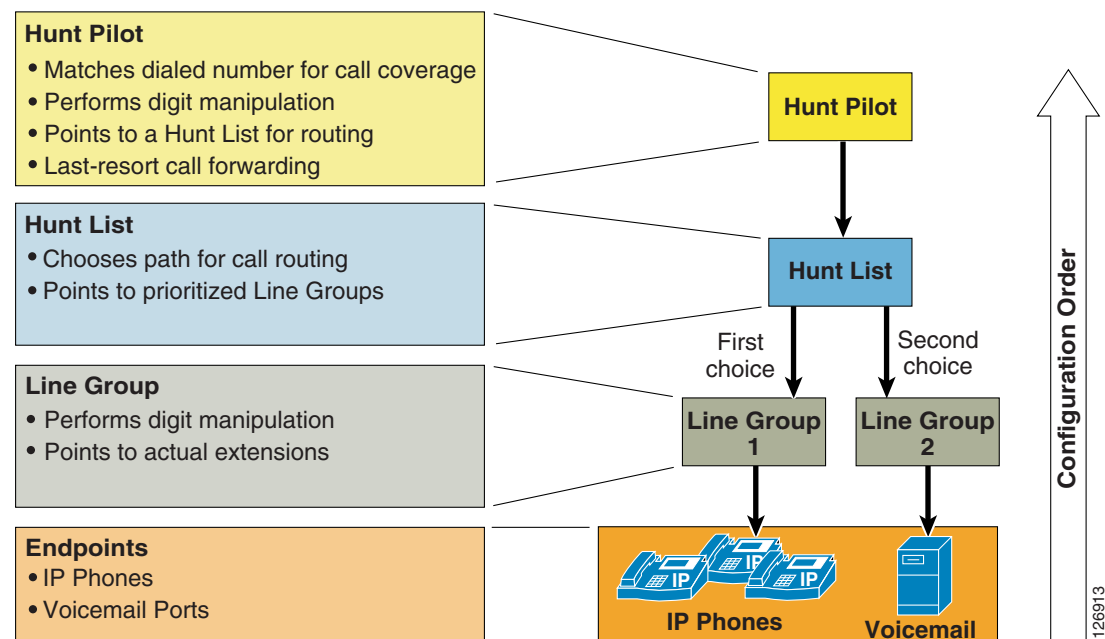 Hunt Pilot
• Matches dialed number for call coverage
• Performs digit manipulation
• Points to a Hunt List for routing
• Last-resort call forwarding
Hunt List
• Chooses path for call routing
• Points to prioritized Line Groups
Line Group
• Performs digit manipulation
• Points to actual extensions
Endpoints
• IP Phones
• Voicemail Ports
Hunt Pilot
Hunt List
First
choice
Second
choice
Line Group
1
Line Group
2
IP
IP
IP
IP Phones
Voicemail
Configuration Order
126913